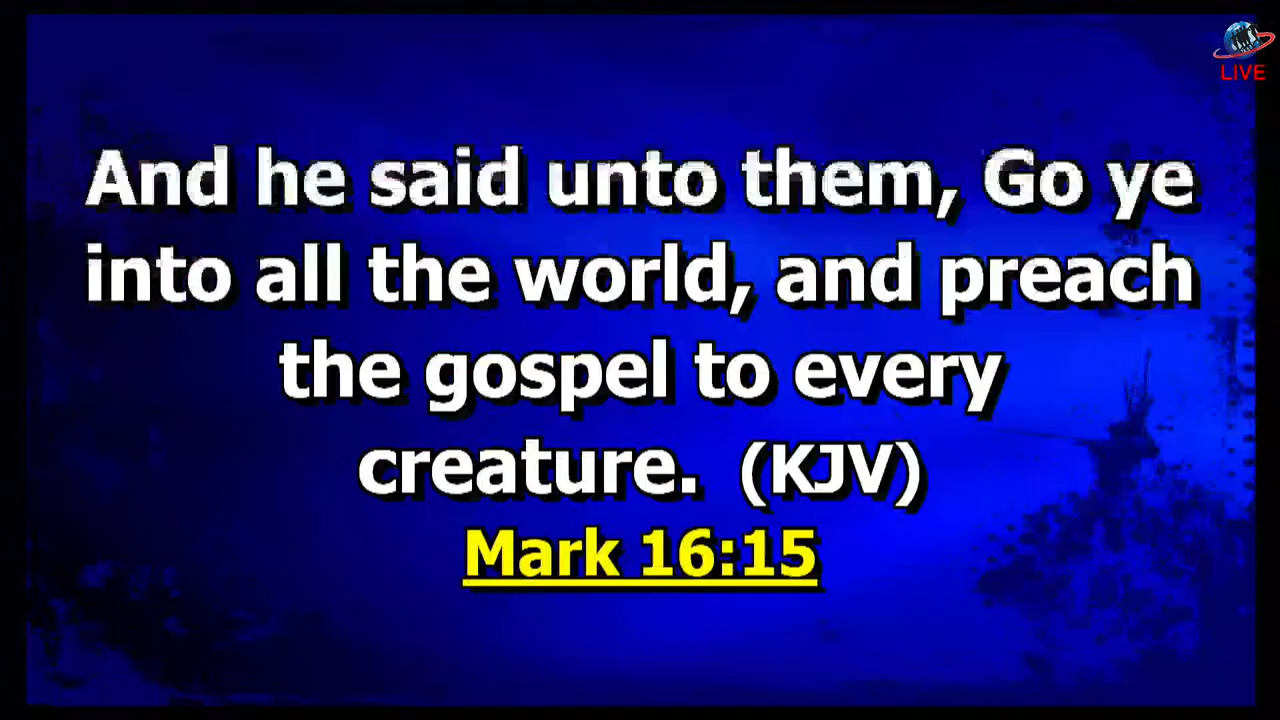 LIVE
And he said unto them, Go ye
into all the world, and preach
the gospel to every
creature. (KJV)
Mark 16:15